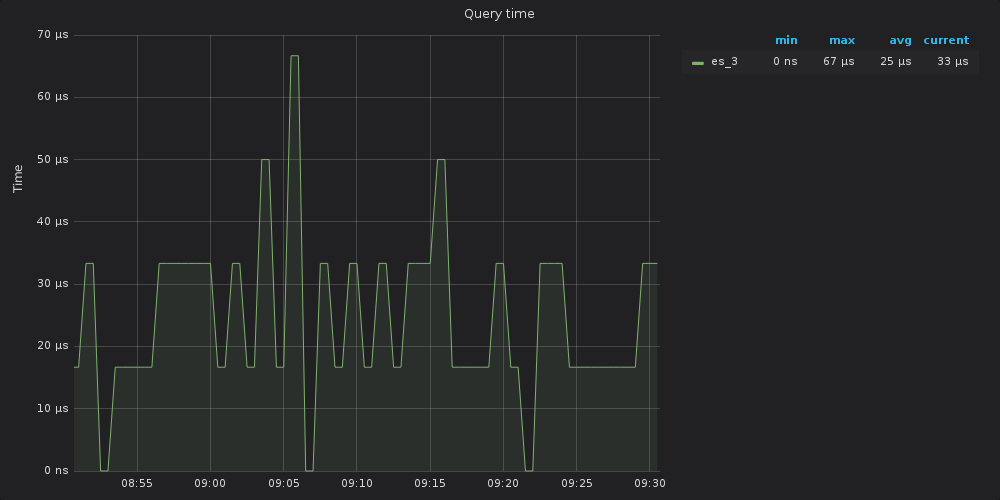 Query time
min max avg current
es_3 0 ns 67 µs 25 µs 33 µs
Time
70 µs
60 µs
50 µs
40 µs
30 µs
20 µs
10 µs
0 ns
08:55 09:00 09:05 09:10 09:15 09:20 09:25 09:30